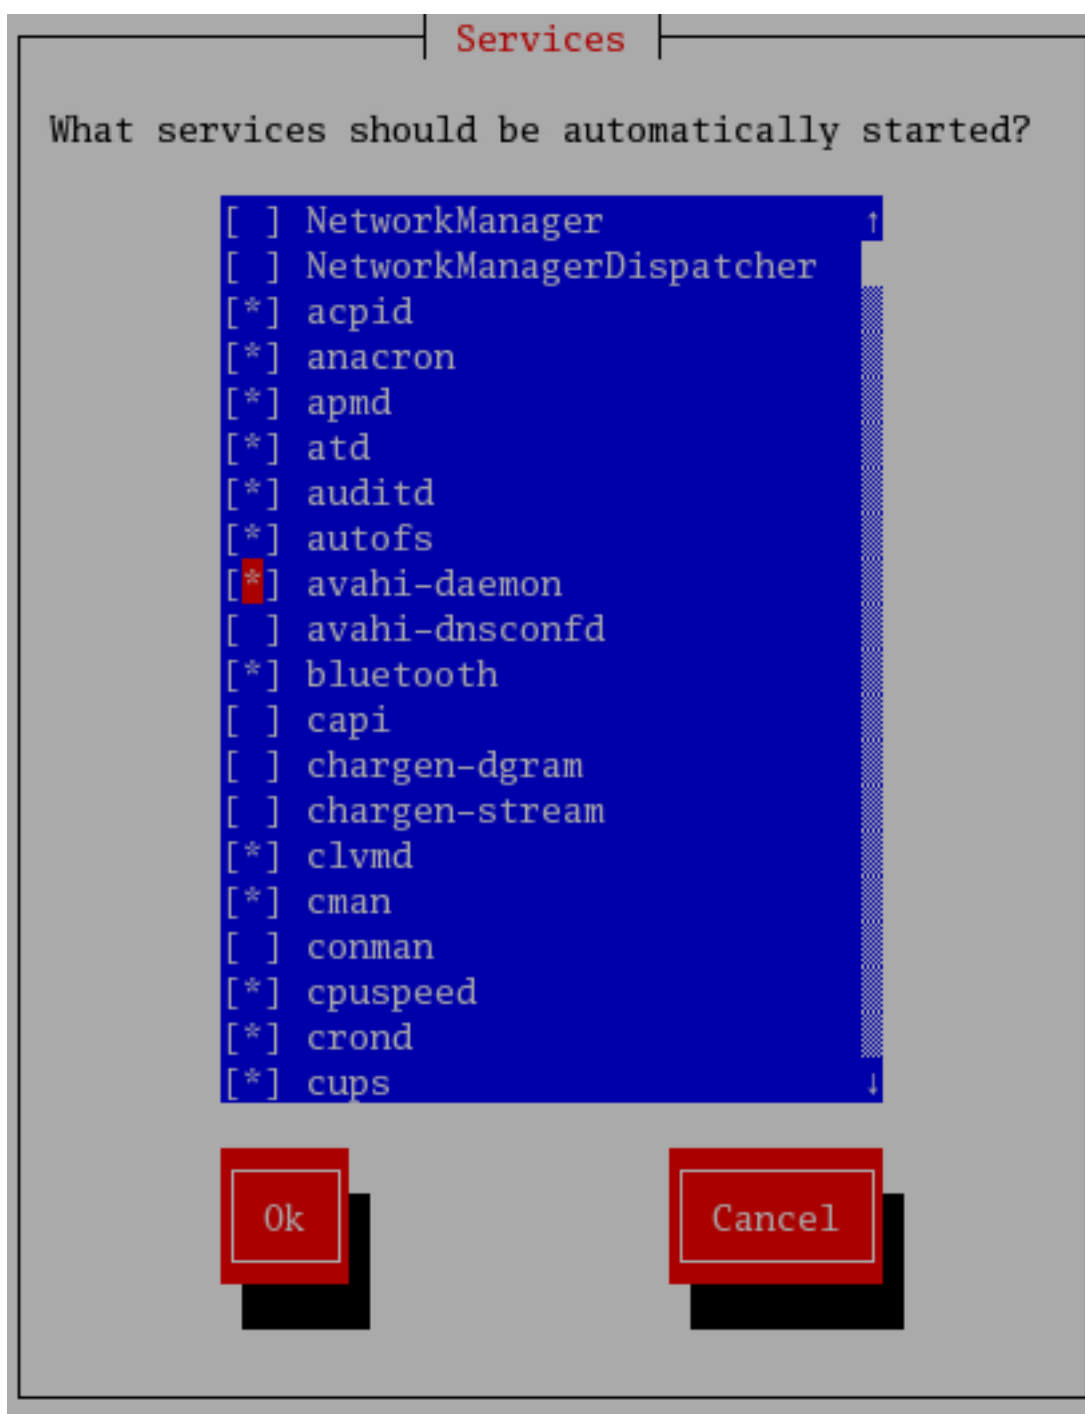 Services
What services should be automatically started?
[ ] NetworkManager ↑
[ ] NetworkManagerDispatcher
[*] acpid
[*] anacron
[*] apmd
[*] atd
[*] auditd
[*] autofs
[*] avahi-daemon
[ ] avahi-dnsconfd
[*] bluetooth
[ ] capi
[ ] chargen-dgram
[ ] chargen-stream
[*] clvmd
[*] cman
[ ] conman
[*] cpuspeed
[*] crond
[*] cups ↓
Ok Cancel